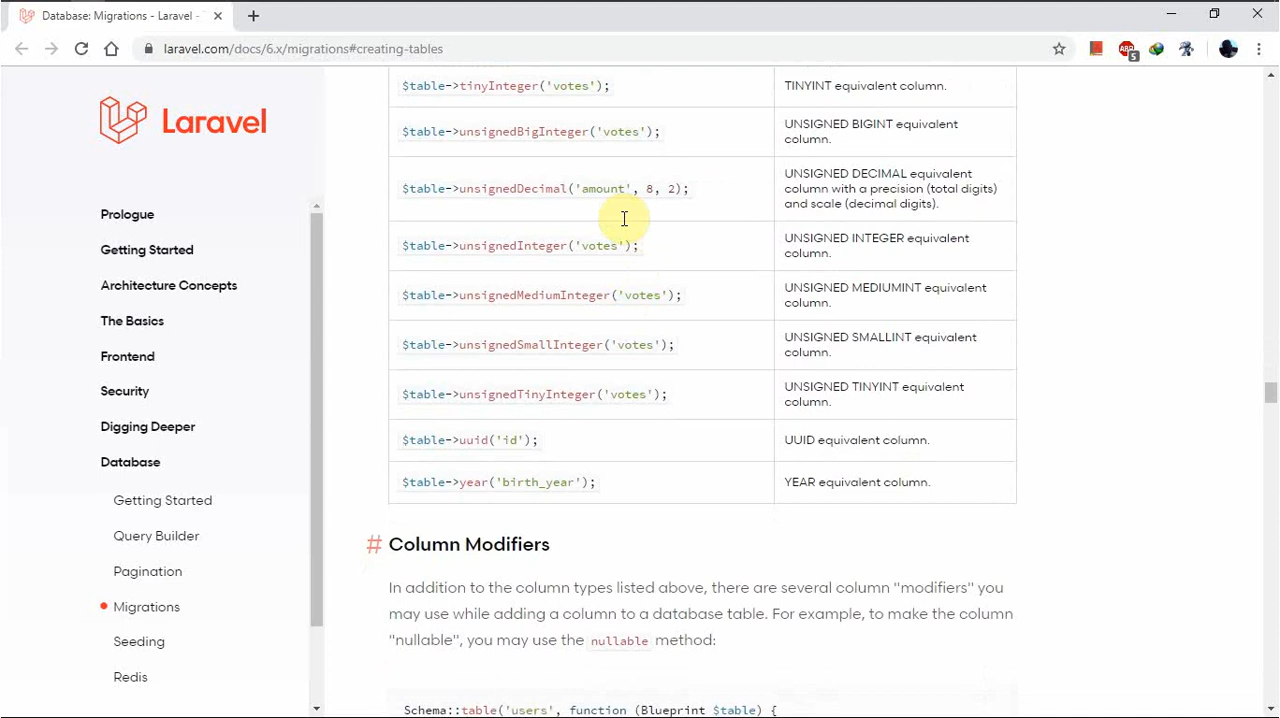 Database: Migrations - Laravel -
laravel.com/docs/6.x/migrations#creating-tables
5
Laravel
Prologue
Getting Started
Architecture Concepts
The Basics
Frontend
Security
Digging Deeper
Database
Getting Started
Query Builder
Pagination
Migrations
Seeding
Redis
$table->tinyInteger('votes'); TINYINT equivalent column.
$table->unsignedBigInteger('votes'); UNSIGNED BIGINT equivalent
column.
$table->unsignedDecimal('amount', 8, 2); UNSIGNED DECIMAL equivalent
column with a precision (total digits)
and scale (decimal digits).
$table->unsignedInteger('votes'); UNSIGNED INTEGER equivalent
column.
$table->unsignedMediumInteger('votes'); UNSIGNED MEDIUMINT equivalent
column.
$table->unsignedSmallInteger('votes'); UNSIGNED SMALLINT equivalent
column.
$table->unsignedTinyInteger('votes'); UNSIGNED TINYINT equivalent
column.
$table->uuid('id'); UUID equivalent column.
$table->year('birth_year'); YEAR equivalent column.
# Column Modifiers
In addition to the column types listed above, there are several column "modifiers" you
may use while adding a column to a database table. For example, to make the column
"nullable", you may use the nullable method:
Schema::table('users', function (Blueprint $table) {